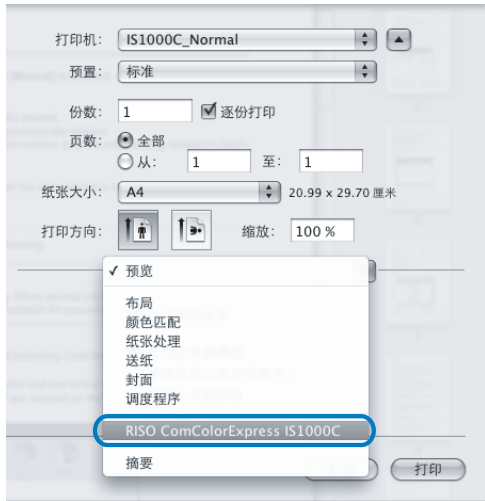 打印机: IS1000C_Normal
预置: 标准
份数: 1 逐份打印
页数: 全部
从: 1 至: 1
纸张大小: A4 20.99 x 29.70 厘米
打印方向: 缩放: 100 %
✓ 预览
布局
颜色匹配
纸张处理
送纸
封面
调度程序
RISO ComColorExpress IS1000C
摘要
打印